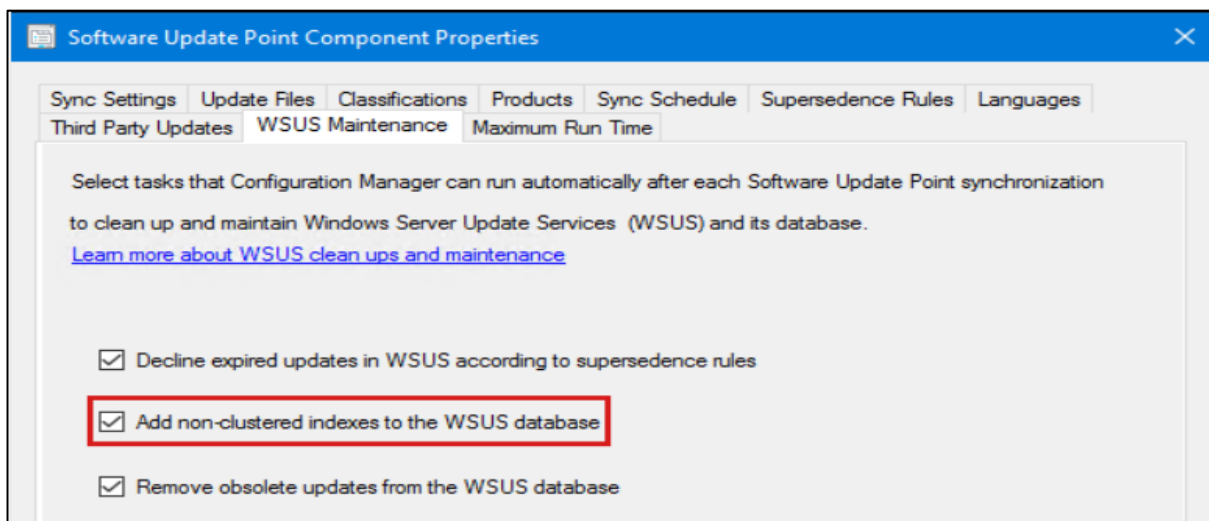 Software Update Point Component Properties
Sync Settings Update Files Classifications Products Sync Schedule Supersedence Rules Languages
Third Party Updates WSUS Maintenance Maximum Run Time
Select tasks that Configuration Manager can run automatically after each Software Update Point synchronization
to clean up and maintain Windows Server Update Services (WSUS) and its database.
Learn more about WSUS clean ups and maintenance
Decline expired updates in WSUS according to supersedence rules
Add non-clustered indexes to the WSUS database
Remove obsolete updates from the WSUS database